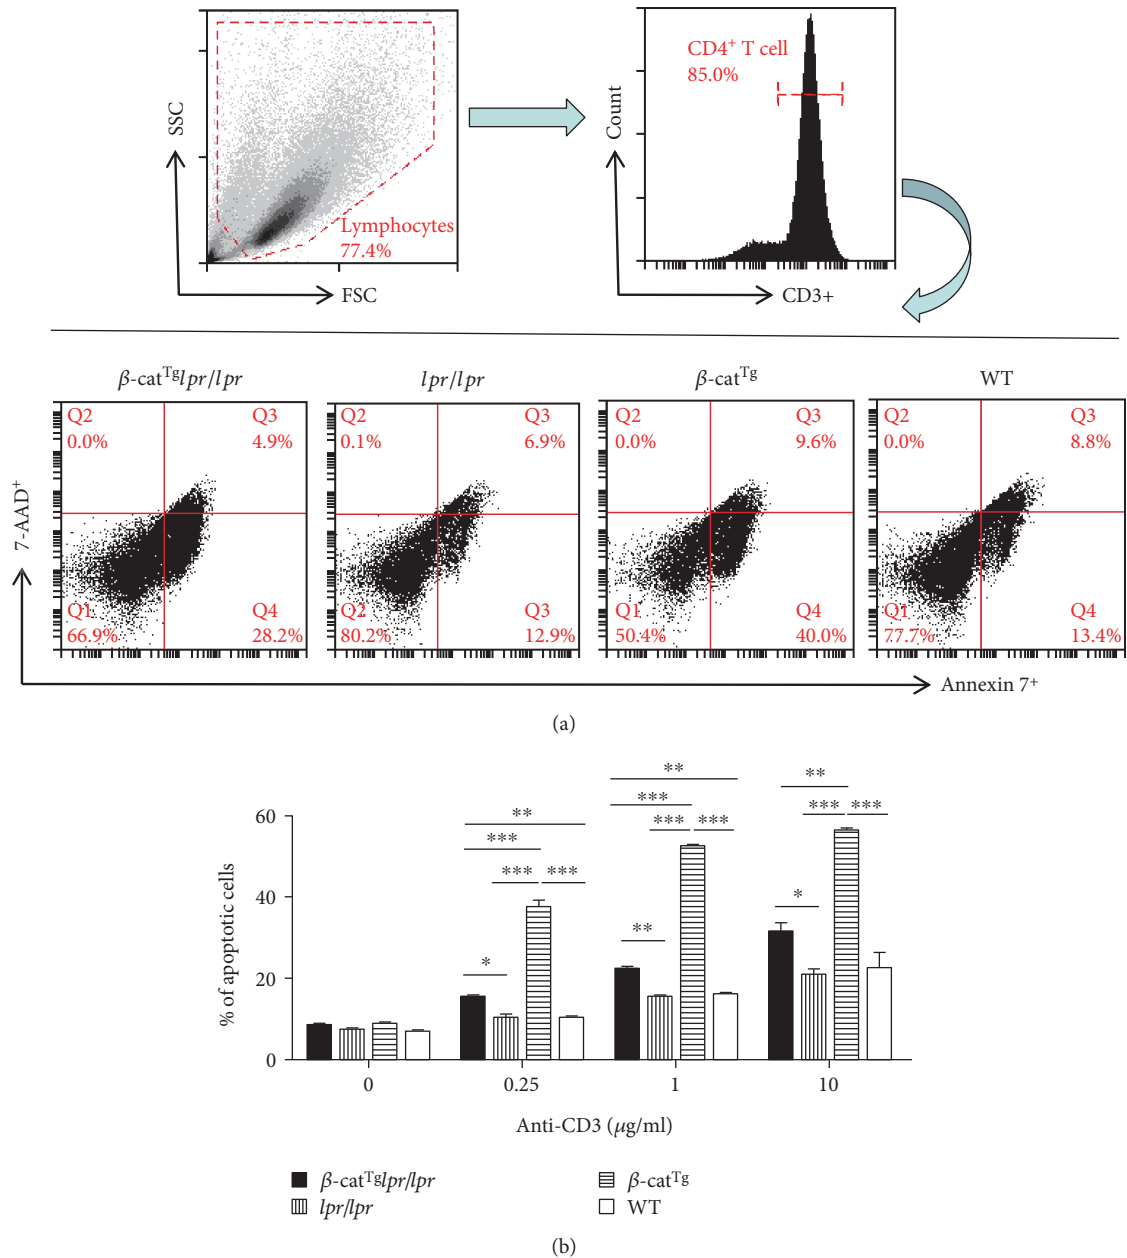 SSC
Lymphocytes
77.4%
FSC
Count
CD4+ T cell
85.0%
CD3+
β-catTglpr/lpr
lpr/lpr
β-catTg
WT
7-AAD+
Q2
0.0%
Q3
4.9%
Q1
66.9%
Q4
28.2%
Q2
0.1%
Q3
6.9%
Q2
80.2%
Q3
12.9%
Q2
0.0%
Q3
9.6%
Q1
50.4%
Q4
40.0%
Q2
0.0%
Q3
8.8%
Q1
77.7%
Q4
13.4%
Annexin 7+
(a)
% of apoptotic cells
60
40
20
0
*
***
***
***
**
**
***
***
***
**
*
***
***
**
0
0.25
1
10
Anti-CD3 (μg/ml)
β-catTglpr/lpr
lpr/lpr
β-catTg
WT
(b)